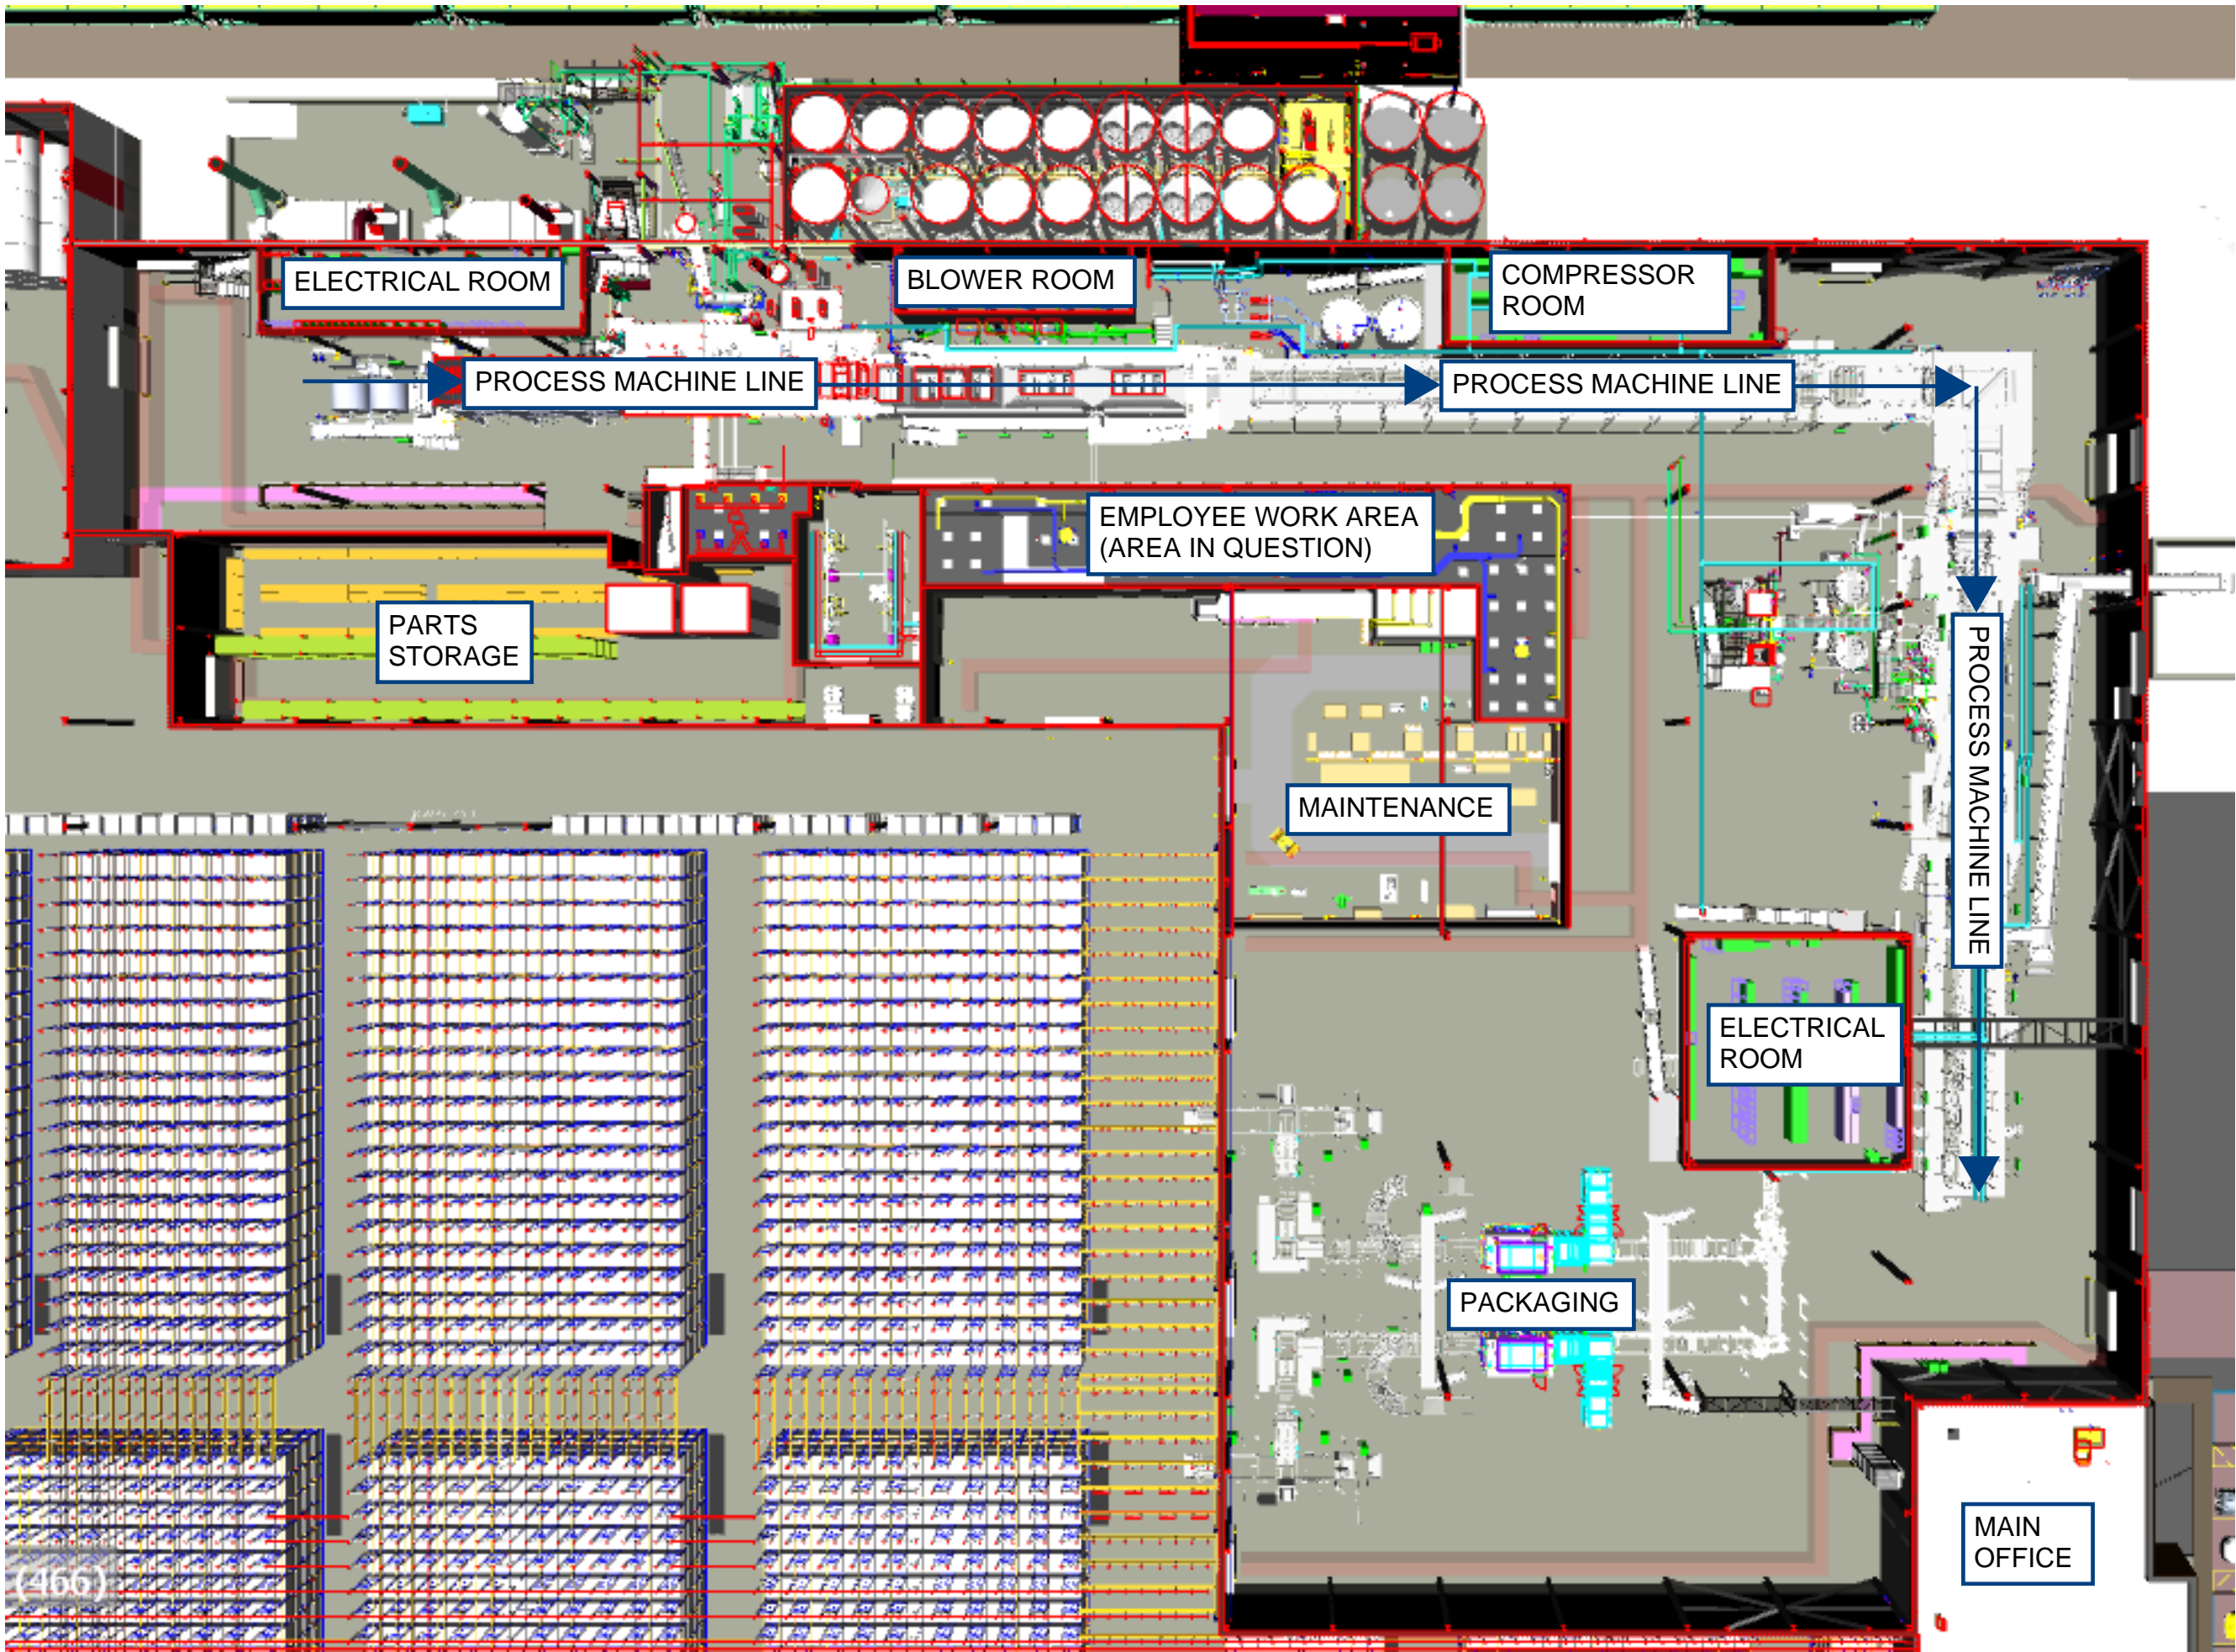 ELECTRICAL ROOM
BLOWER ROOM
COMPRESSOR
ROOM
PROCESS MACHINE LINE
PROCESS MACHINE LINE
EMPLOYEE WORK AREA
(AREA IN QUESTION)
PARTS
STORAGE
PROCESS MACHINE LINE
MAINTENANCE
ELECTRICAL
ROOM
PACKAGING
MAIN
OFFICE
(466)